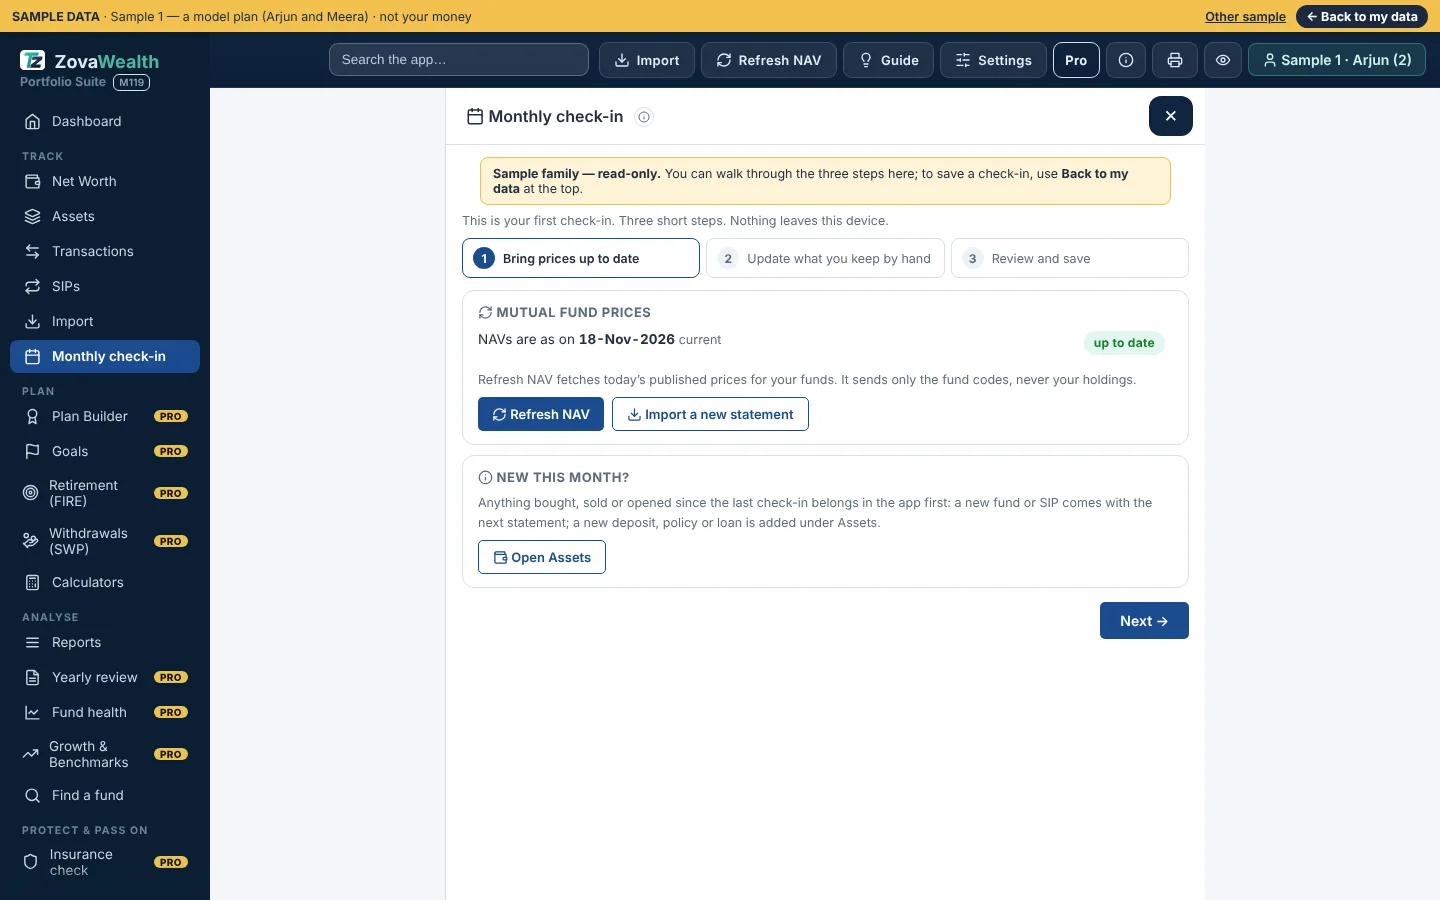 SAMPLE DATA · Sample 1 — a model plan (Arjun and Meera) · not your money
Other sample
← Back to my data
TZ ZovaWealth
Portfolio Suite M119
Search the app…
Import
Refresh NAV
Guide
Settings
Pro
Sample 1 · Arjun (2)
Dashboard
TRACK
Net Worth
Assets
Transactions
SIPs
Import
Monthly check-in
PLAN
Plan Builder PRO
Goals PRO
Retirement
(FIRE) PRO
Withdrawals
(SWP) PRO
Calculators
ANALYSE
Reports
Yearly review PRO
Fund health PRO
Growth &
Benchmarks PRO
Find a fund
PROTECT & PASS ON
Insurance
check PRO
Monthly check-in
✕
Sample family — read-only. You can walk through the three steps here; to save a check-in, use Back to my
data at the top.
This is your first check-in. Three short steps. Nothing leaves this device.
1 Bring prices up to date
2 Update what you keep by hand
3 Review and save
MUTUAL FUND PRICES
NAVs are as on 18-Nov-2026 current
up to date
Refresh NAV fetches today's published prices for your funds. It sends only the fund codes, never your holdings.
Refresh NAV
Import a new statement
NEW THIS MONTH?
Anything bought, sold or opened since the last check-in belongs in the app first: a new fund or SIP comes with the
next statement; a new deposit, policy or loan is added under Assets.
Open Assets
Next →